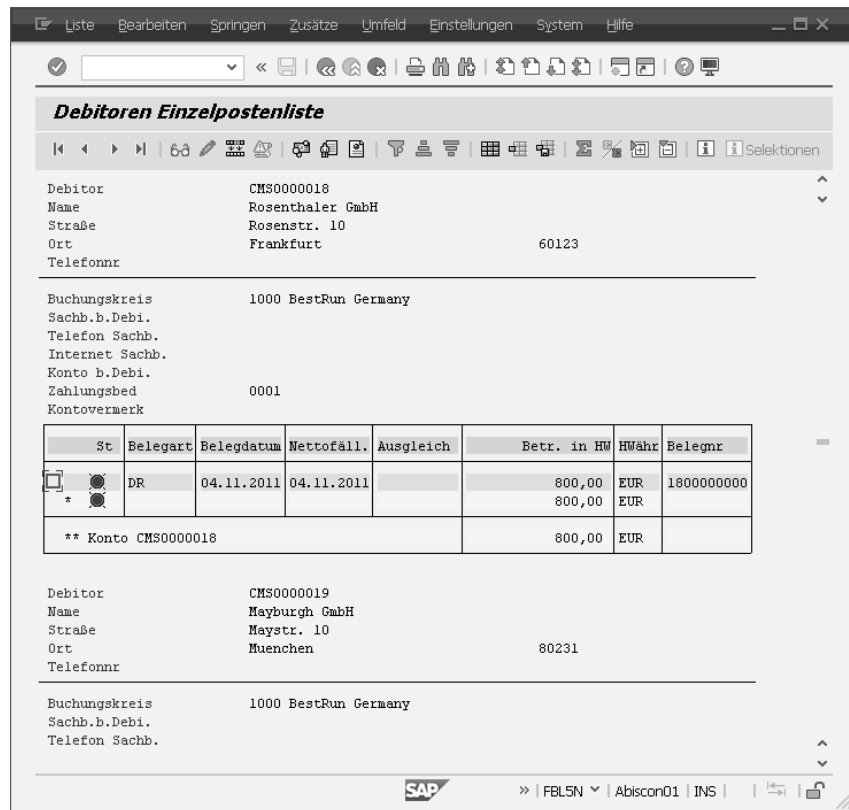 Liste Bearbeiten Springen Zusätze Umfeld Einstellungen System Hilfe
Debitoren Einzelpostenliste
Selektionen
Debitor CMS0000018
Name Rosenthaler GmbH
Straße Rosenstr. 10
Ort Frankfurt 60123
Telefonnr
Buchungskreis 1000 BestRun Germany
Sachb.b.Debi.
Telefon Sachb.
Internet Sachb.
Konto b.Debi.
Zahlungsbed 0001
Kontovermerk
St Belegart Belegdatum Nettofäll. Ausgleich Betr. in HW HWähr Belegnr
DR 04.11.2011 04.11.2011 800,00 EUR 1800000000
* 800,00 EUR
** Konto CMS0000018 800,00 EUR
Debitor CMS0000019
Name Mayburgh GmbH
Straße Maystr. 10
Ort Muenchen 80231
Telefonnr
Buchungskreis 1000 BestRun Germany
Sachb.b.Debi.
Telefon Sachb.
SAP » | FBL5N | Abiscon01 | INS |